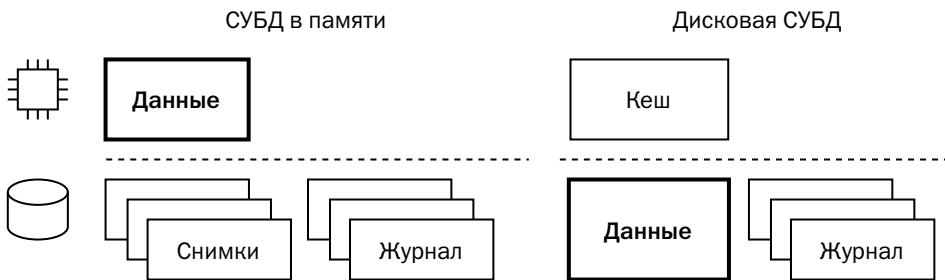 СУБД в памяти
Дисковая СУБД
Данные
Кеш
Снимки
Журнал
Данные
Журнал